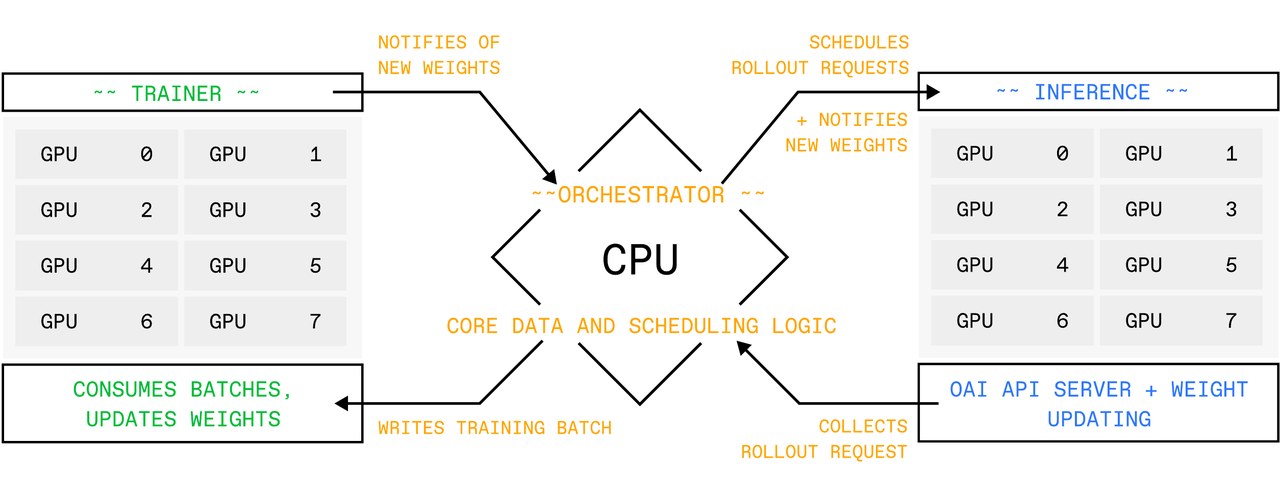 NOTIFIES OF
NEW WEIGHTS
SCHEDULES
ROLLOUT REQUESTS
~~ TRAINER ~~
~~ INFERENCE ~~
+ NOTIFIES
NEW WEIGHTS
GPU 0 GPU 1
GPU 2 GPU 3
GPU 4 GPU 5
GPU 6 GPU 7
~~ORCHESTRATOR ~~
CPU
CORE DATA AND SCHEDULING LOGIC
GPU 0 GPU 1
GPU 2 GPU 3
GPU 4 GPU 5
GPU 6 GPU 7
CONSUMES BATCHES,
UPDATES WEIGHTS
WRITES TRAINING BATCH
COLLECTS
ROLLOUT REQUEST
OAI API SERVER + WEIGHT
UPDATING